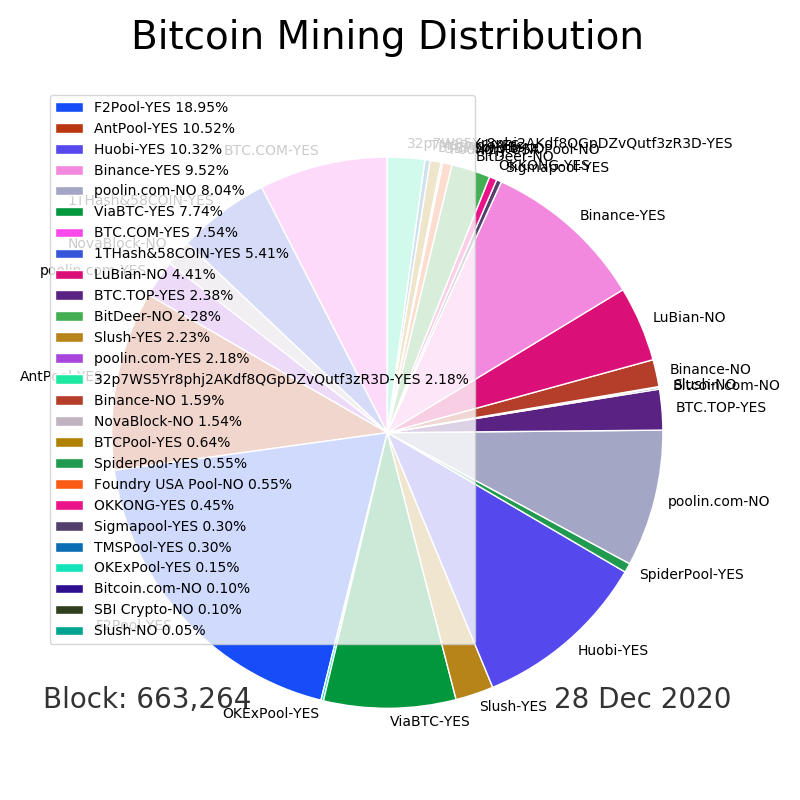 Bitcoin Mining Distribution
F2Pool-YES 18.95%
AntPool-YES 10.52%
Huobi-YES 10.32%
Binance-YES 9.52%
poolin.com-NO 8.04%
ViaBTC-YES 7.74%
BTC.COM-YES 7.54%
1THash&58COIN-YES 5.41%
LuBian-NO 4.41%
BTC.TOP-YES 2.38%
BitDeer-NO 2.28%
Slush-YES 2.23%
poolin.com-YES 2.18%
32p7WS5Yr8phj2AKdf8QGpDZvQutf3zR3D-YES 2.18%
Binance-NO 1.59%
NovaBlock-NO 1.54%
BTCPool-YES 0.64%
SpiderPool-YES 0.55%
Foundry USA Pool-NO 0.55%
OKKONG-YES 0.45%
Sigmapool-YES 0.30%
TMSPool-YES 0.30%
OKExPool-YES 0.15%
Bitcoin.com-NO 0.10%
SBI Crypto-NO 0.10%
Slush-NO 0.05%
BTC.COM-YES
1THash&58COIN-YES
NovaBlock-NO
poolin.com-YES
AntPool-YES
F2Pool-YES
OKExPool-YES
ViaBTC-YES
Slush-YES
Huobi-YES
SpiderPool-YES
poolin.com-NO
BTC.TOP-YES
Bitcoin.com-NO
Slush-NO
Binance-NO
LuBian-NO
Binance-YES
Sigmapool-YES
OKKONG-YES
BitDeer-NO
Block: 663,264
28 Dec 2020